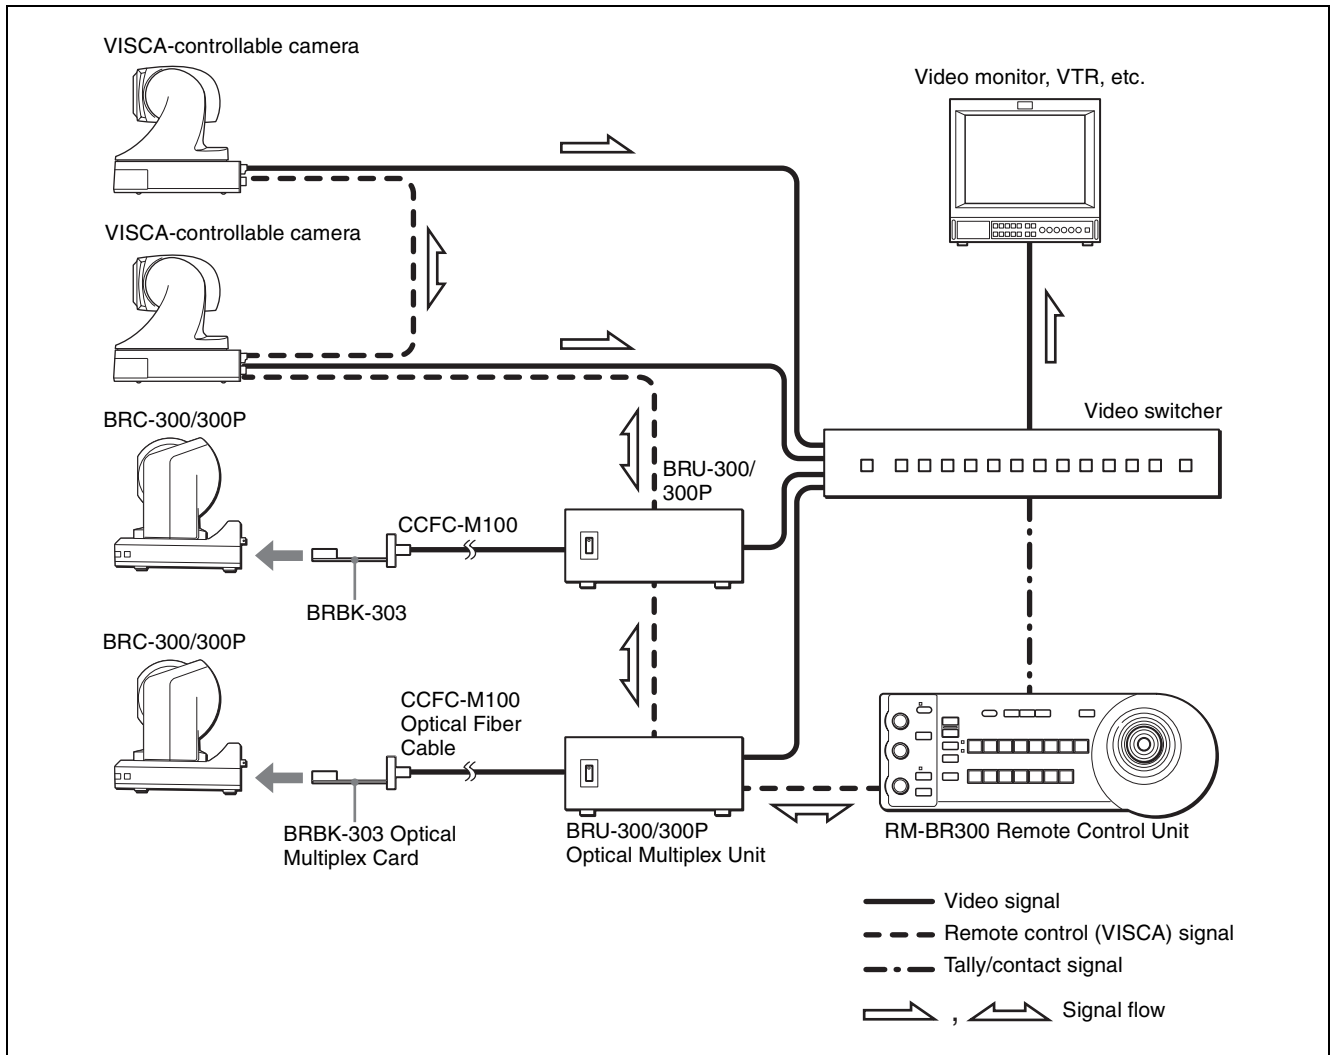 VISCA-controllable camera
Video monitor, VTR, etc.
VISCA-controllable camera
BRC-300/300P
Video switcher
BRU-300/
300P
CCFC-M100
BRBK-303
BRC-300/300P
CCFC-M100
Optical Fiber
Cable
BRBK-303 Optical
Multiplex Card
BRU-300/300P
Optical Multiplex Unit
RM-BR300 Remote Control Unit
Video signal
Remote control (VISCA) signal
Tally/contact signal
, Signal flow